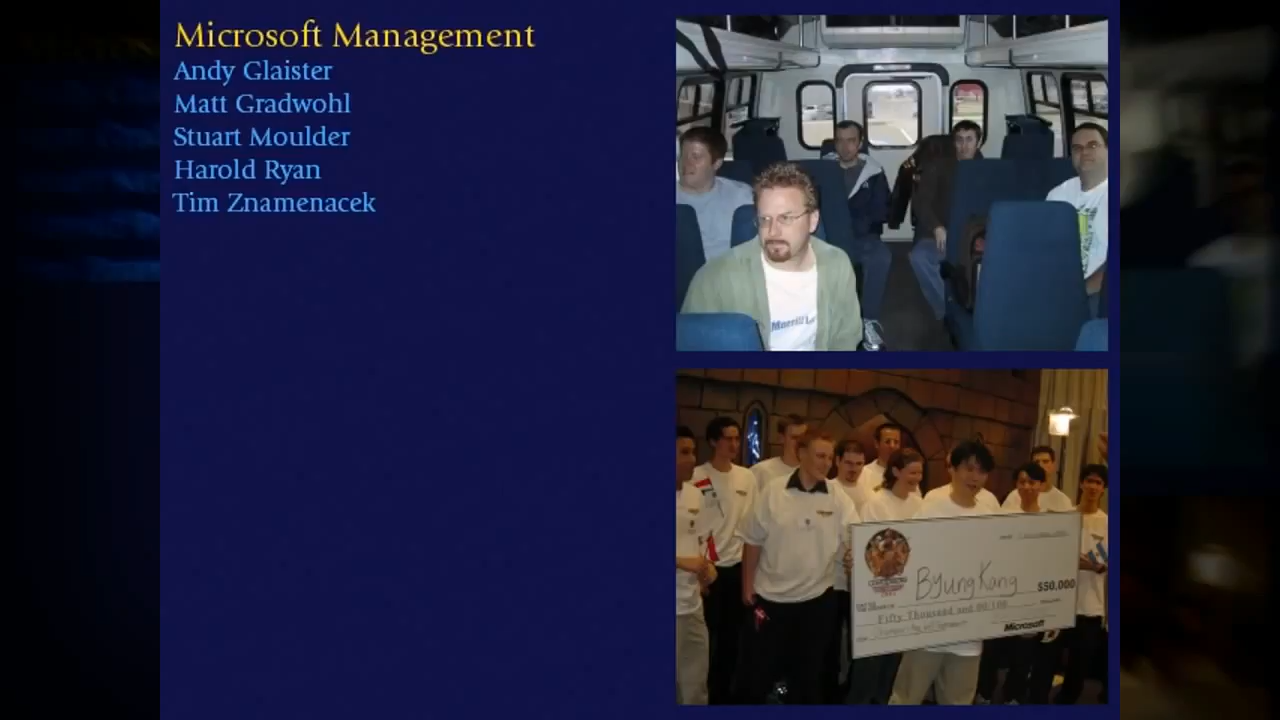 Microsoft Management
Andy Glaister
Matt Gradwohl
Stuart Moulder
Harold Ryan
Tim Znamenacek
Byung Kang
$50,000
Fifty Thousand and 00/100
Microsoft